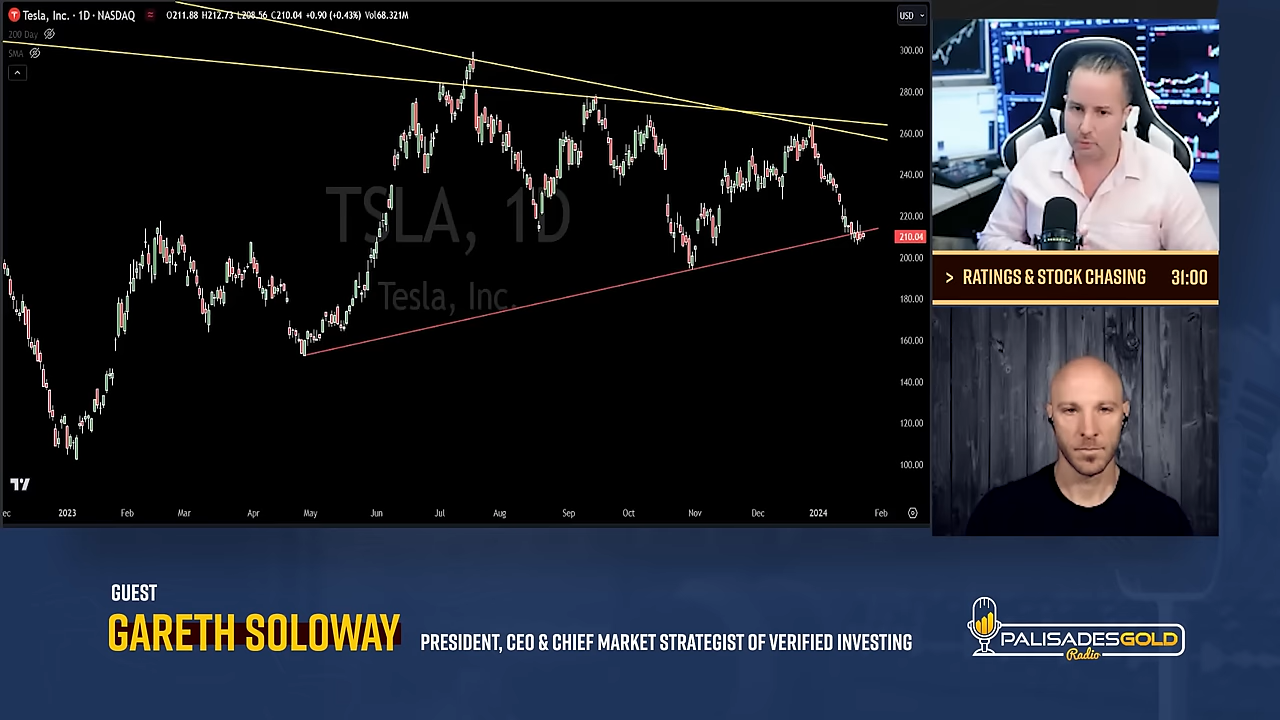 Tesla, Inc. · 1D · NASDAQ O211.88 H212.73 L208.56 C210.04 +0.90 (+0.43%) Vol68.321M
USD
200 Day
SMA
300.00
280.00
260.00
240.00
220.00
210.04
200.00
180.00
160.00
140.00
120.00
100.00
TSLA, 1D
Tesla, Inc.
ec 2023 Feb Mar Apr May Jun Jul Aug Sep Oct Nov Dec 2024 Feb
> RATINGS & STOCK CHASING 31:00
GUEST
GARETH SOLOWAY
PRESIDENT, CEO & CHIEF MARKET STRATEGIST OF VERIFIED INVESTING
PALISADESGOLD
Radio